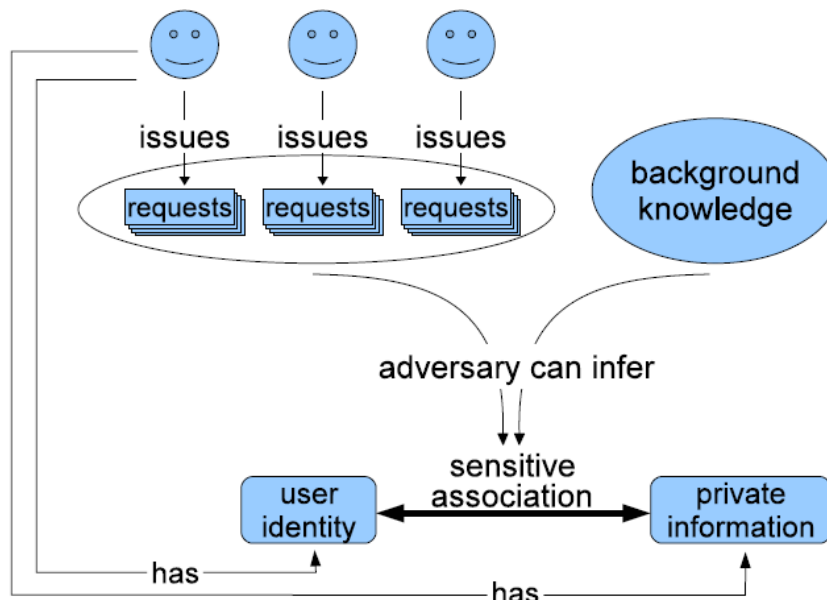 issues
issues
issues
requests
requests
requests
background
knowledge
adversary can infer
sensitive
association
user
identity
private
information
has
has